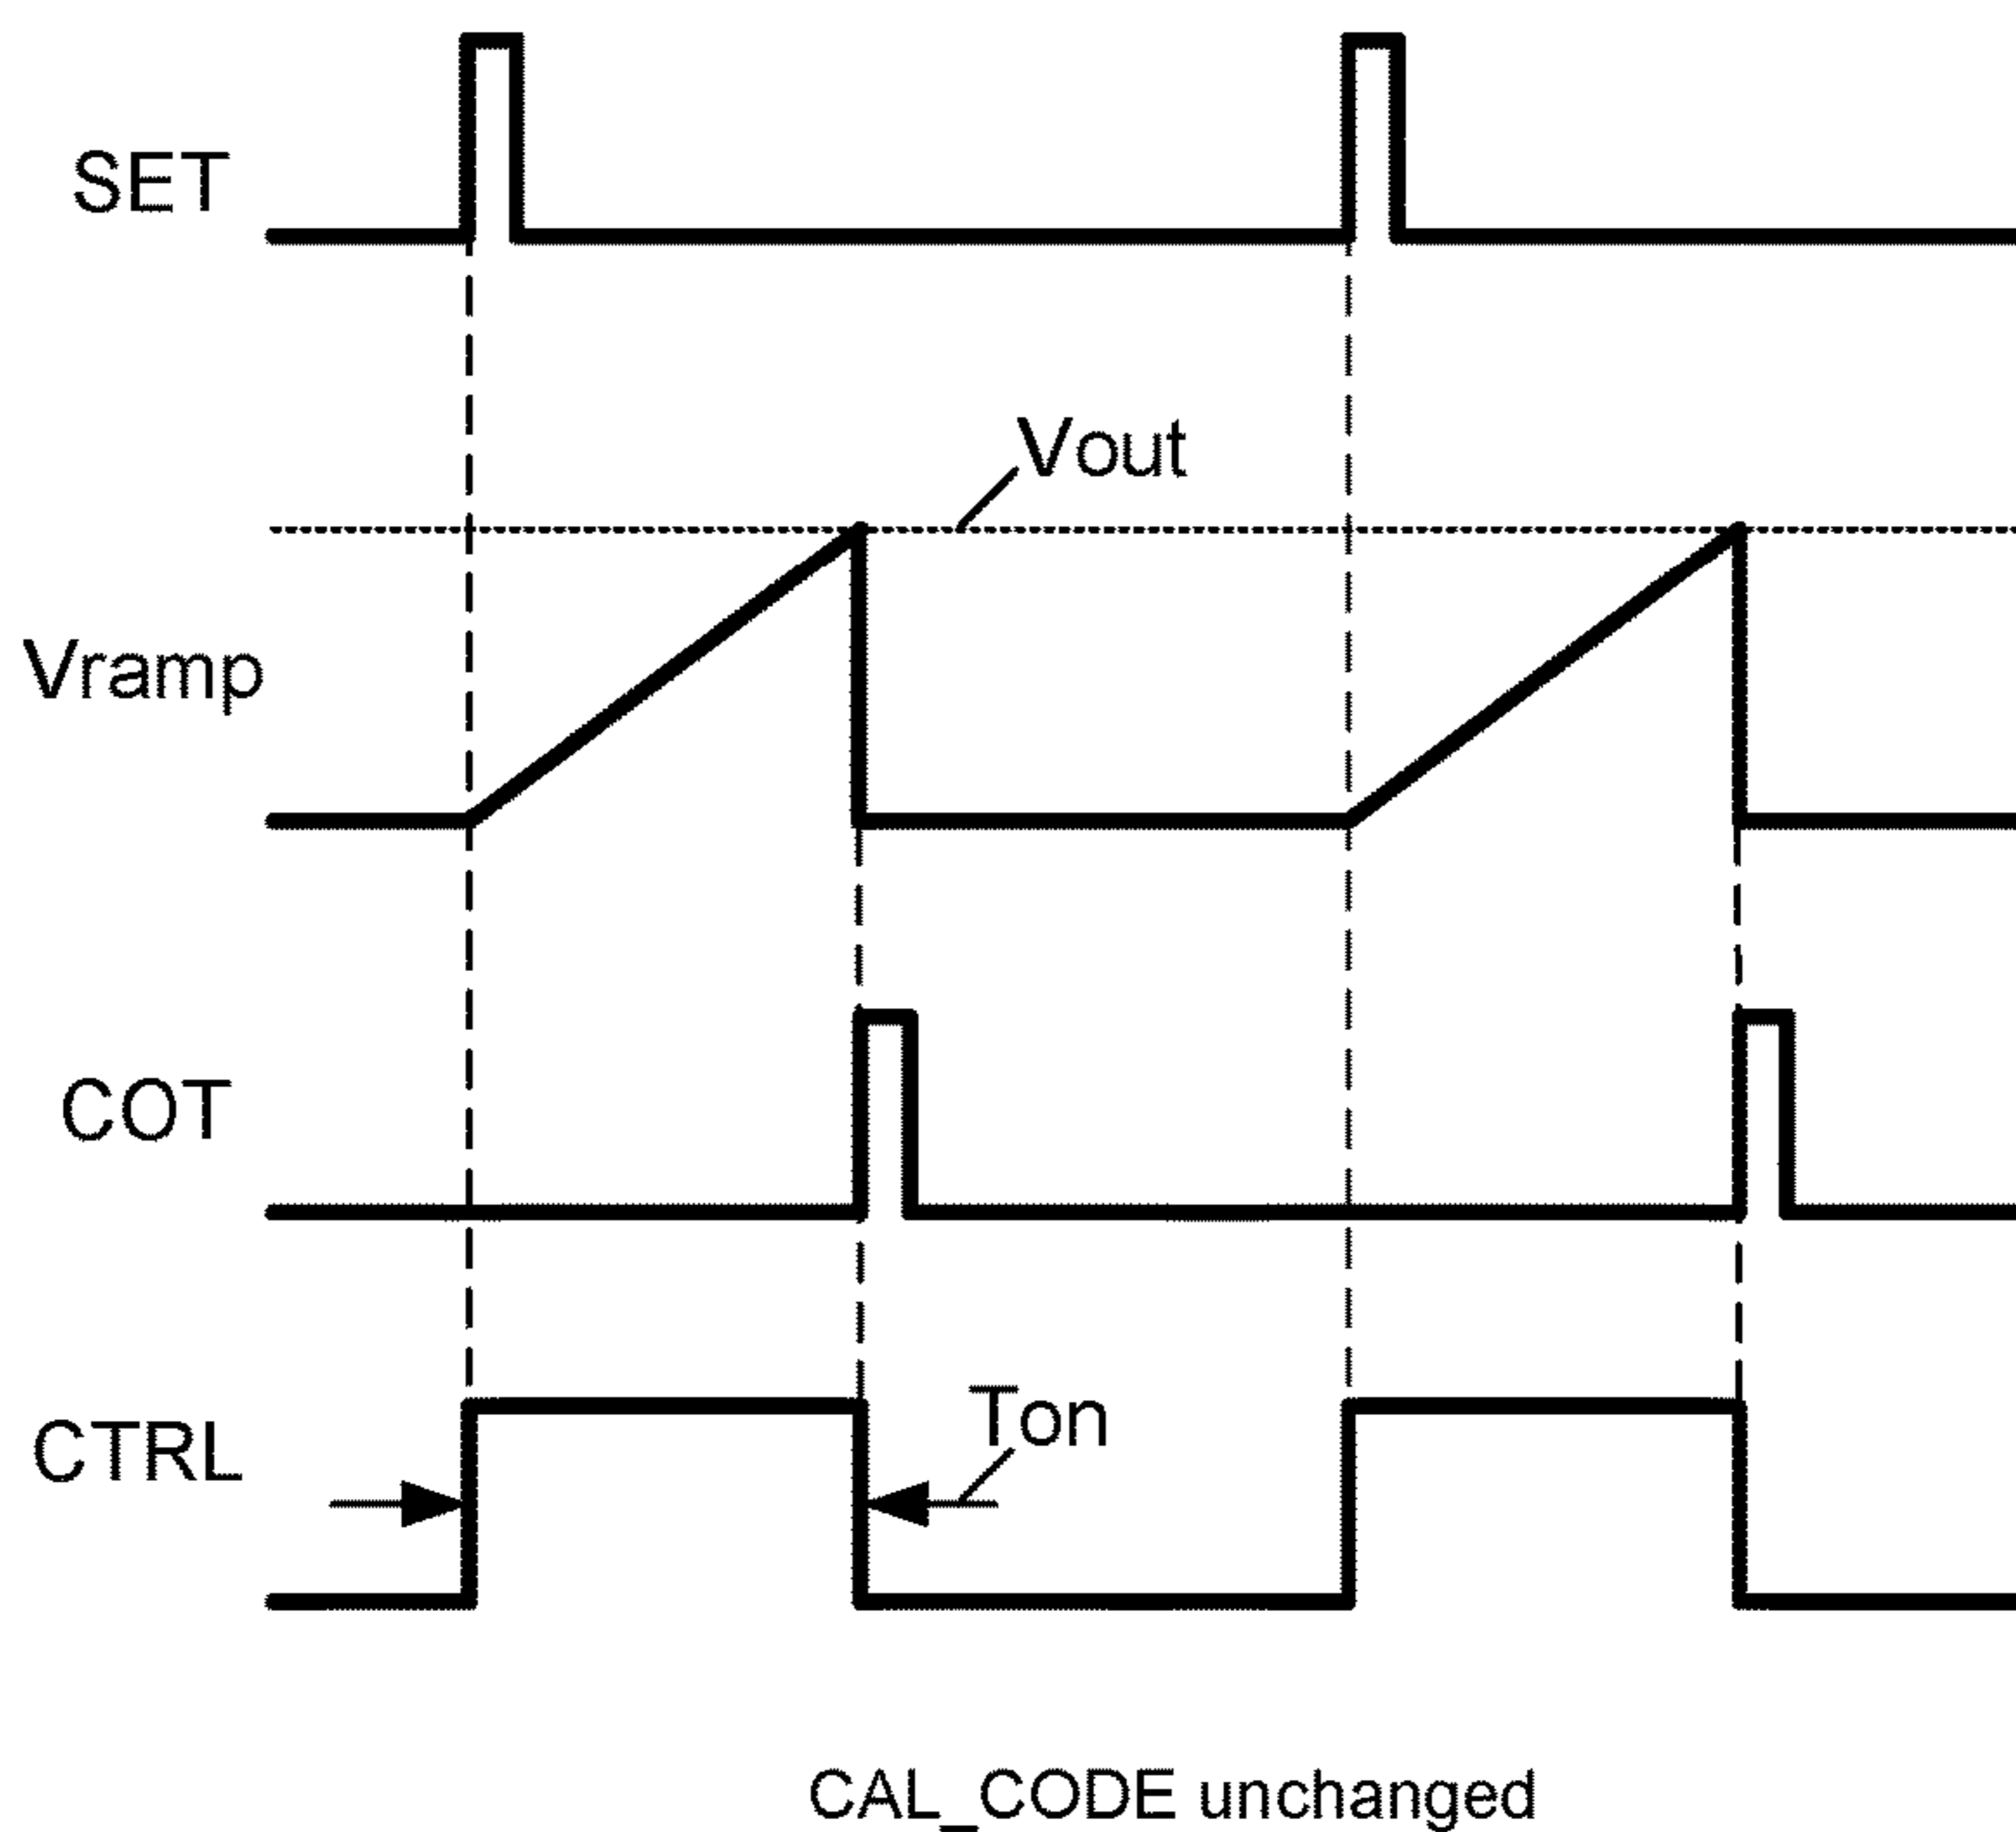 SET
Vout
Vramp
COT
Ton
CTRL
CAL_CODE unchanged